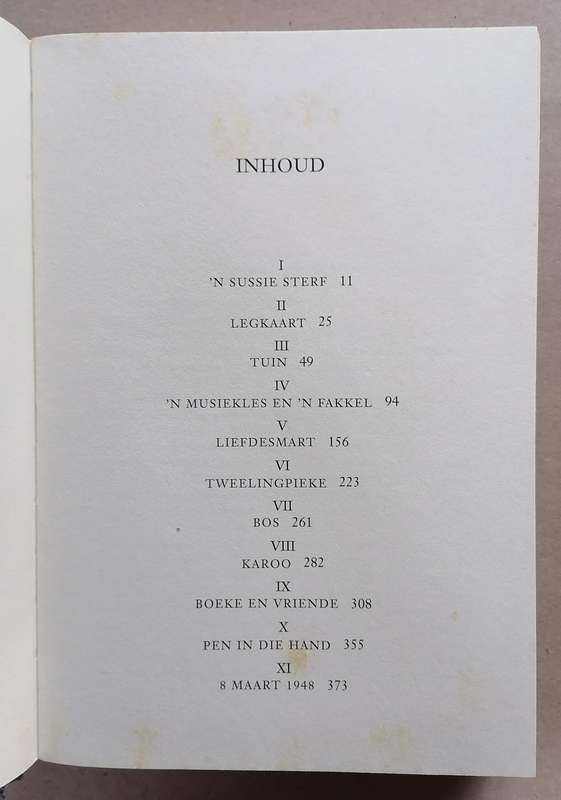 INHOUD
I
'N SUSSIE STERF 11
II
LEGKAART 25
III
TUIN 49
IV
'N MUSIEKLES EN 'N FAKKEL 94
V
LIEFDESMART 156
VI
TWEELINGPIEKE 223
VII
BOS 261
VIII
KAROO 282
IX
BOEKE EN VRIENDE 308
X
PEN IN DIE HAND 355
XI
8 MAART 1948 373